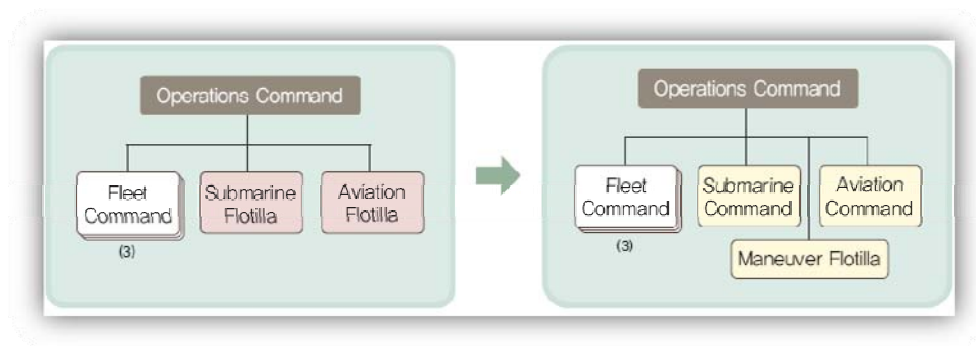 Operations Command
Fleet
Command
(3)
Submarine
Flotilla
Aviation
Flotilla
Operations Command
Fleet
Command
(3)
Submarine
Command
Aviation
Command
Maneuver Flotilla